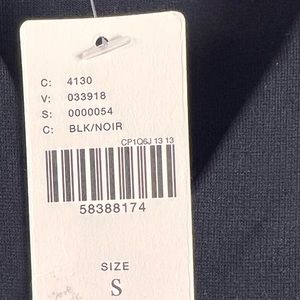 C: 4130
V: 033918
S: 0000054
C: BLK/NOIR
CP1Q6J 13 13
58388174
SIZE
S